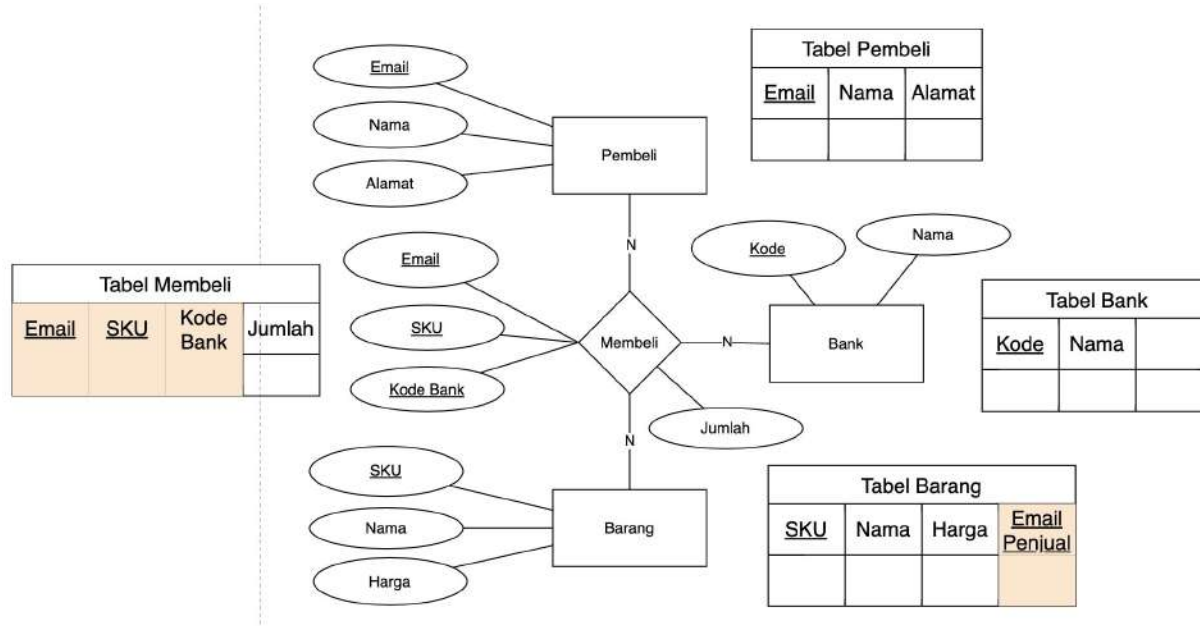 Email
Nama
Alamat
Pembeli
N
Tabel Pembeli
Email Nama Alamat
Tabel Membeli
Email SKU Kode Bank Jumlah
Email
SKU
Kode Bank
Membeli
N
Jumlah
N
Kode
Nama
Bank
Tabel Bank
Kode Nama
SKU
Nama
Harga
Barang
Tabel Barang
SKU Nama Harga Email Penjual